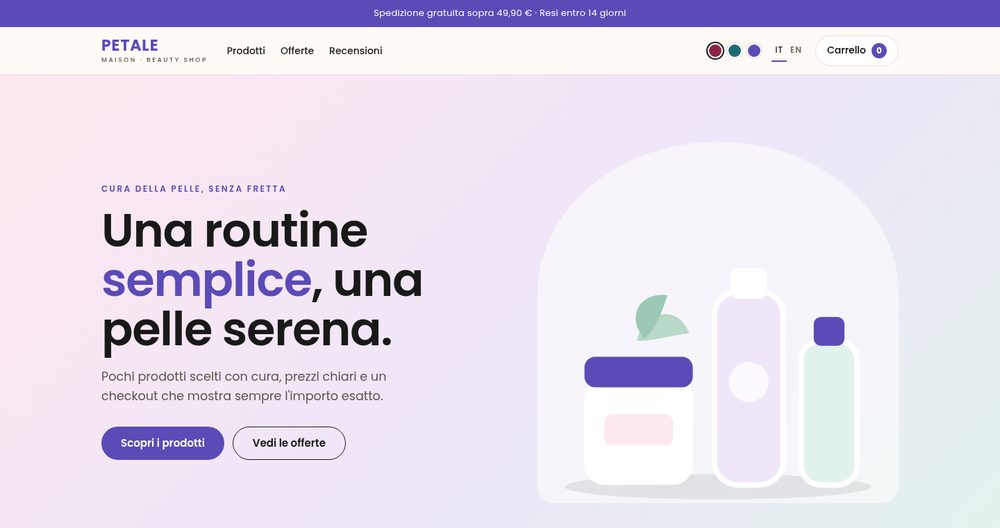 Spedizione gratuita sopra 49,90 € · Resi entro 14 giorni
PETALE
MAISON · BEAUTY SHOP
Prodotti Offerte Recensioni
IT EN
Carrello 0
CURA DELLA PELLE, SENZA FRETTA
Una routine
semplice, una
pelle serena.
Pochi prodotti scelti con cura, prezzi chiari e un
checkout che mostra sempre l'importo esatto.
Scopri i prodotti
Vedi le offerte